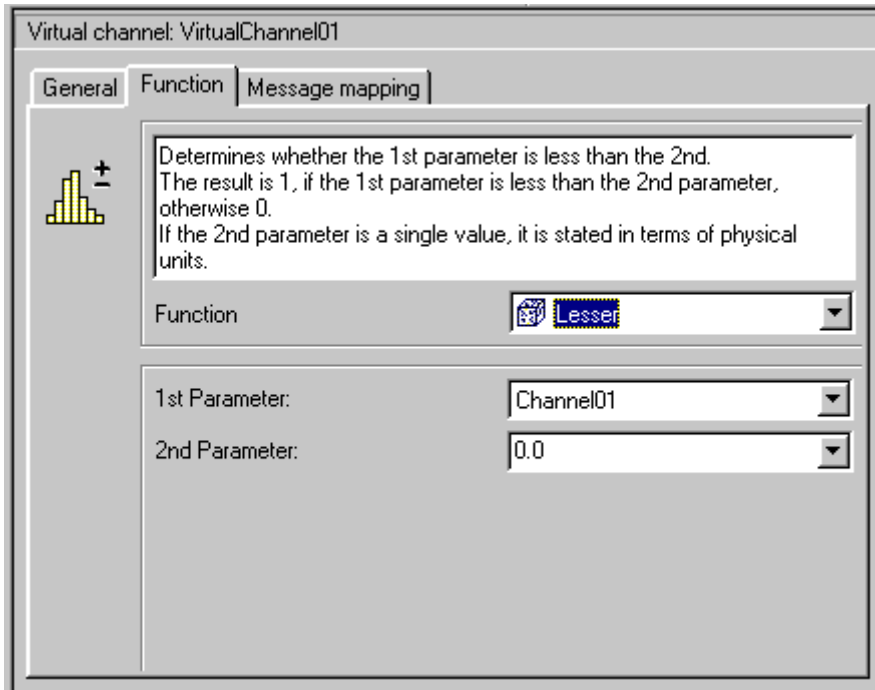 Virtual channel: VirtualChannel01
General Function Message mapping
Determines whether the 1st parameter is less than the 2nd.
The result is 1, if the 1st parameter is less than the 2nd parameter,
otherwise 0.
If the 2nd parameter is a single value, it is stated in terms of physical
units.
Function Lesser
1st Parameter: Channel01
2nd Parameter: 0.0